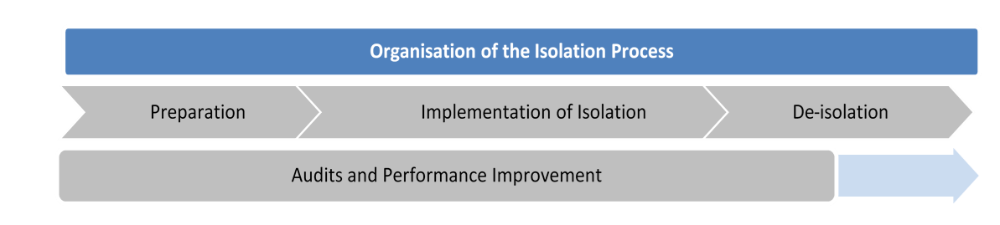 Organisation of the Isolation Process
Preparation
Implementation of Isolation
De-isolation
Audits and Performance Improvement